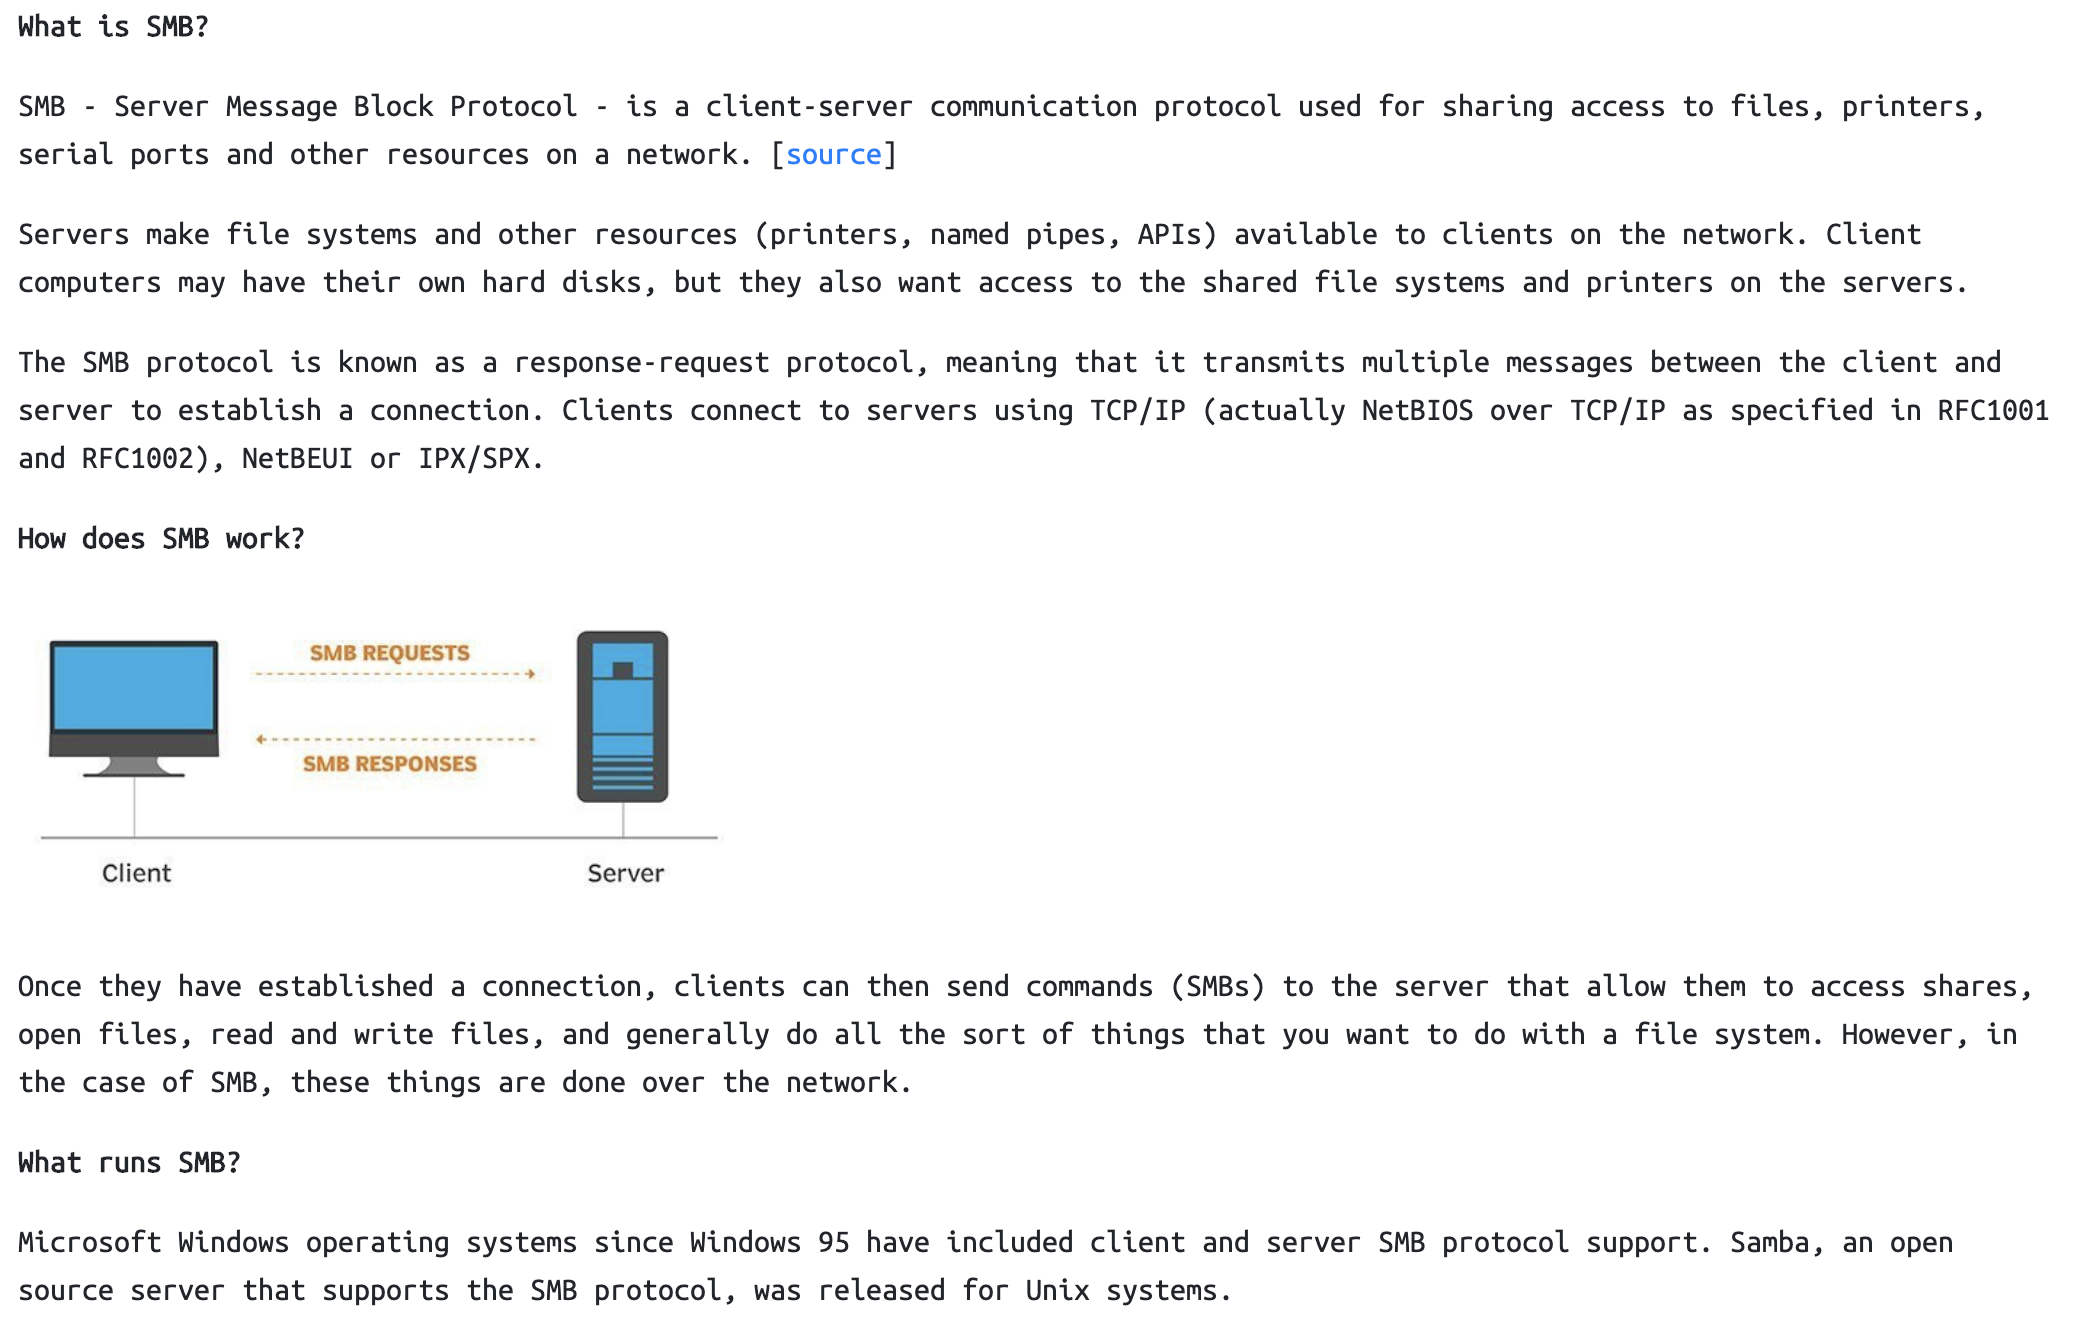 What is SMB?
SMB - Server Message Block Protocol - is a client-server communication protocol used for sharing access to files, printers,
serial ports and other resources on a network. [source]
Servers make file systems and other resources (printers, named pipes, APIs) available to clients on the network. Client
computers may have their own hard disks, but they also want access to the shared file systems and printers on the servers.
The SMB protocol is known as a response-request protocol, meaning that it transmits multiple messages between the client and
server to establish a connection. Clients connect to servers using TCP/IP (actually NetBIOS over TCP/IP as specified in RFC1001
and RFC1002), NetBEUI or IPX/SPX.
How does SMB work?
SMB REQUESTS
SMB RESPONSES
Client
Server
Once they have established a connection, clients can then send commands (SMBs) to the server that allow them to access shares,
open files, read and write files, and generally do all the sort of things that you want to do with a file system. However, in
the case of SMB, these things are done over the network.
What runs SMB?
Microsoft Windows operating systems since Windows 95 have included client and server SMB protocol support. Samba, an open
source server that supports the SMB protocol, was released for Unix systems.